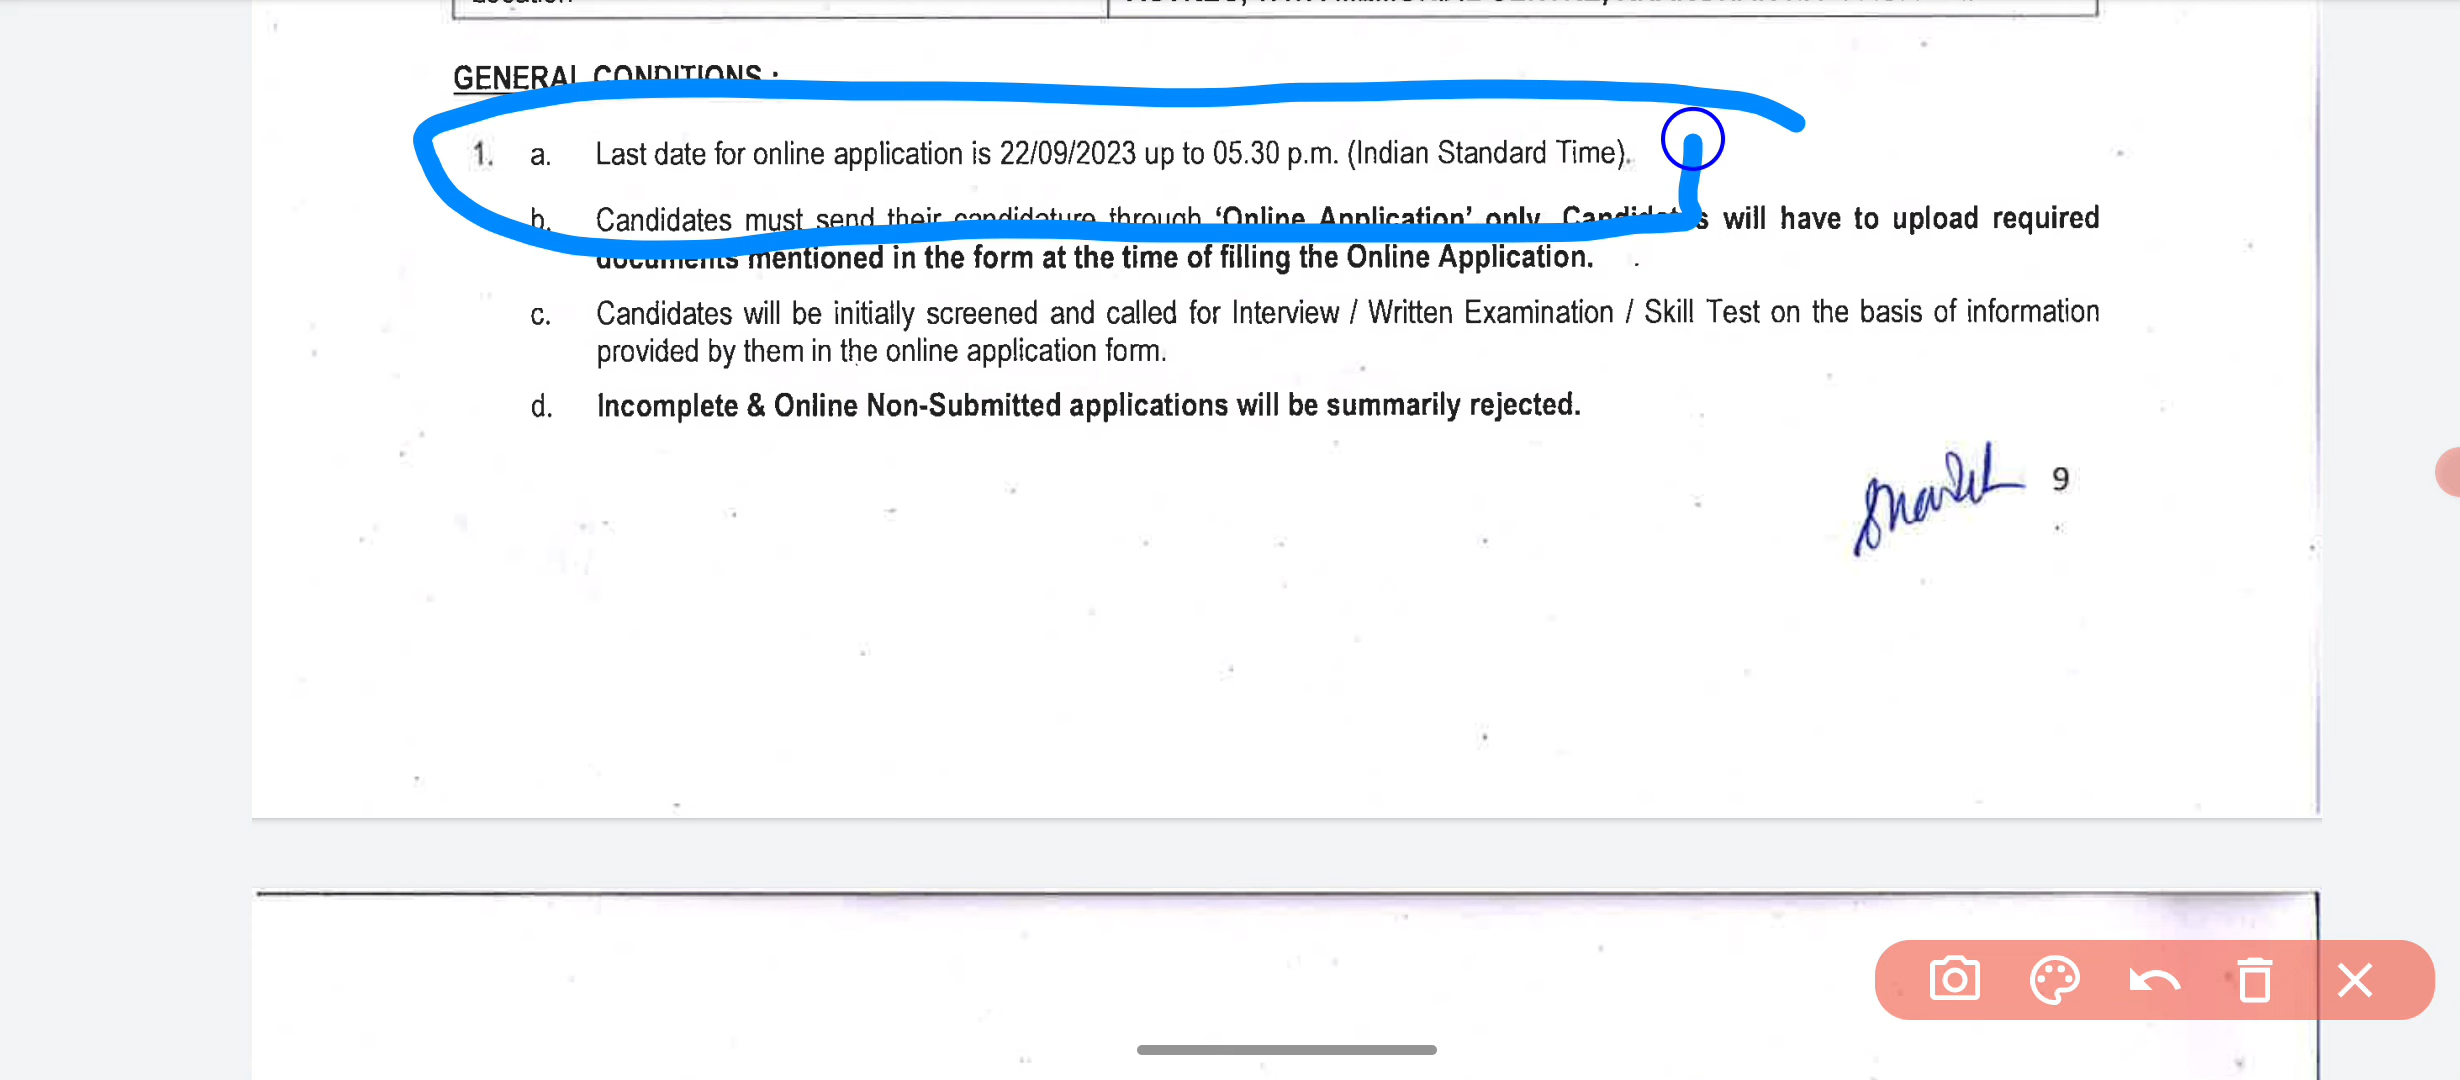 GENERAL CONDITIONS :
1. a. Last date for online application is 22/09/2023 up to 05.30 p.m. (Indian Standard Time).
b. Candidates must send their candidature through ‘Online Application’ only. Candidates will have to upload required
documents mentioned in the form at the time of filling the Online Application.
c. Candidates will be initially screened and called for Interview / Written Examination / Skill Test on the basis of information
provided by them in the online application form.
d. Incomplete & Online Non-Submitted applications will be summarily rejected.
9